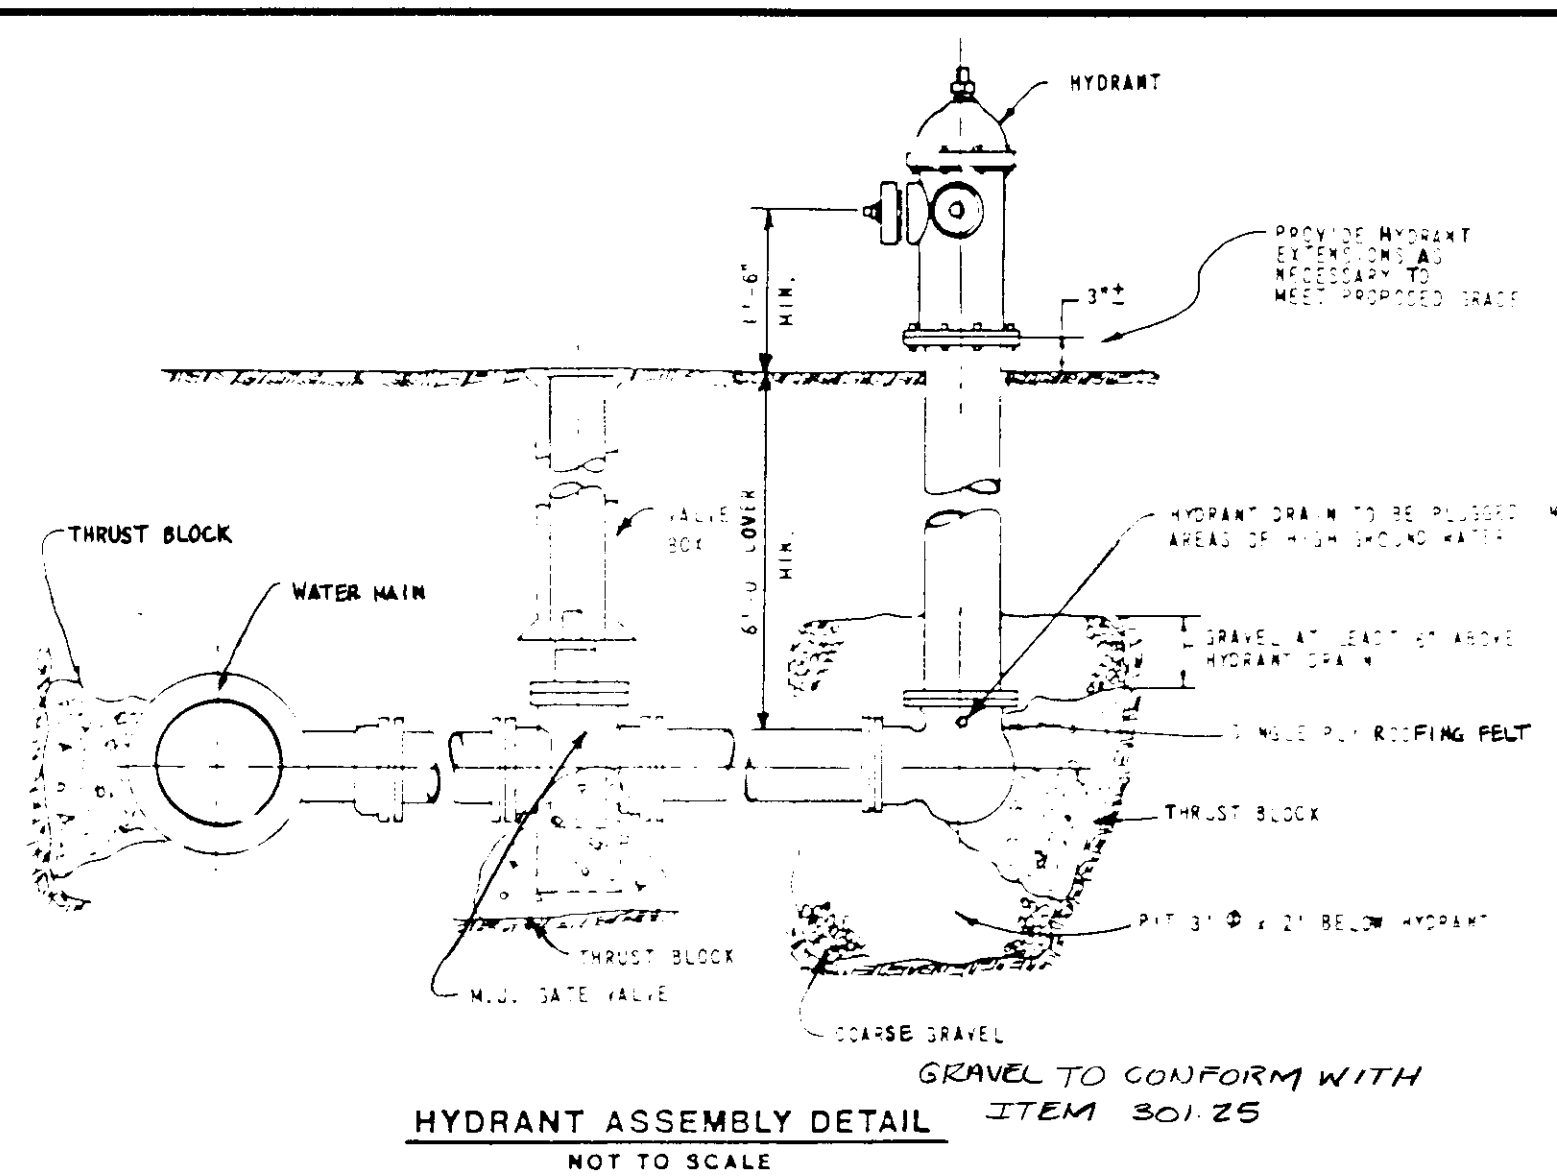 HYDRANT
PROVIDE HYDRANT
EXTENSIONS AS
NECESSARY TO
MEET PROPOSED GRADE
3"±
1'-6"
MIN.
THRUST BLOCK
WATER MAIN
VALVE
BOX
6'-0 COVER
MIN.
HYDRANT DRAIN TO BE PLUGGED
AREAS OF HIGH GROUND WATER
GRAVEL AT LEAST 6" ABOVE
HYDRANT DRAIN
SINGLE PLY ROOFING FELT
THRUST BLOCK
PIT 3' Φ x 2' BELOW HYDRANT
THRUST BLOCK
M.J. GATE VALVE
COARSE GRAVEL
GRAVEL TO CONFORM WITH
ITEM 301.25
HYDRANT ASSEMBLY DETAIL
NOT TO SCALE